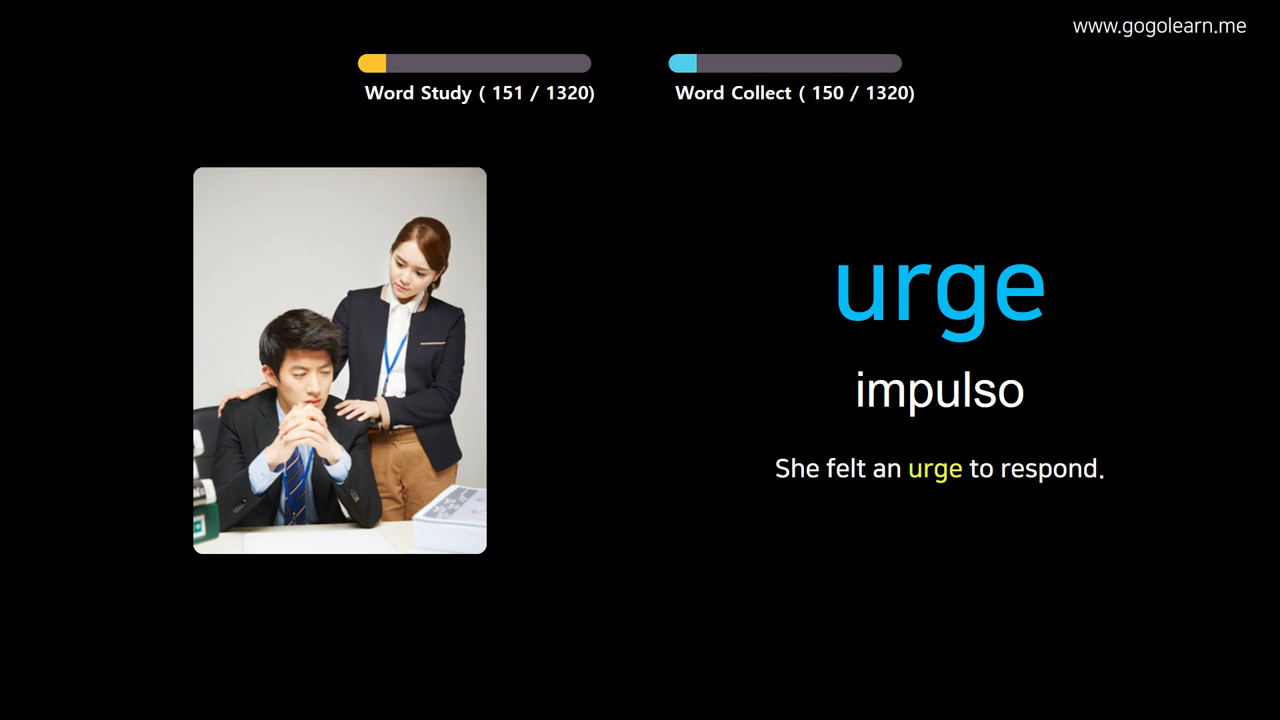 www.gogolearn.me
Word Study ( 151 / 1320)
Word Collect ( 150 / 1320)
urge
impulso
She felt an urge to respond.